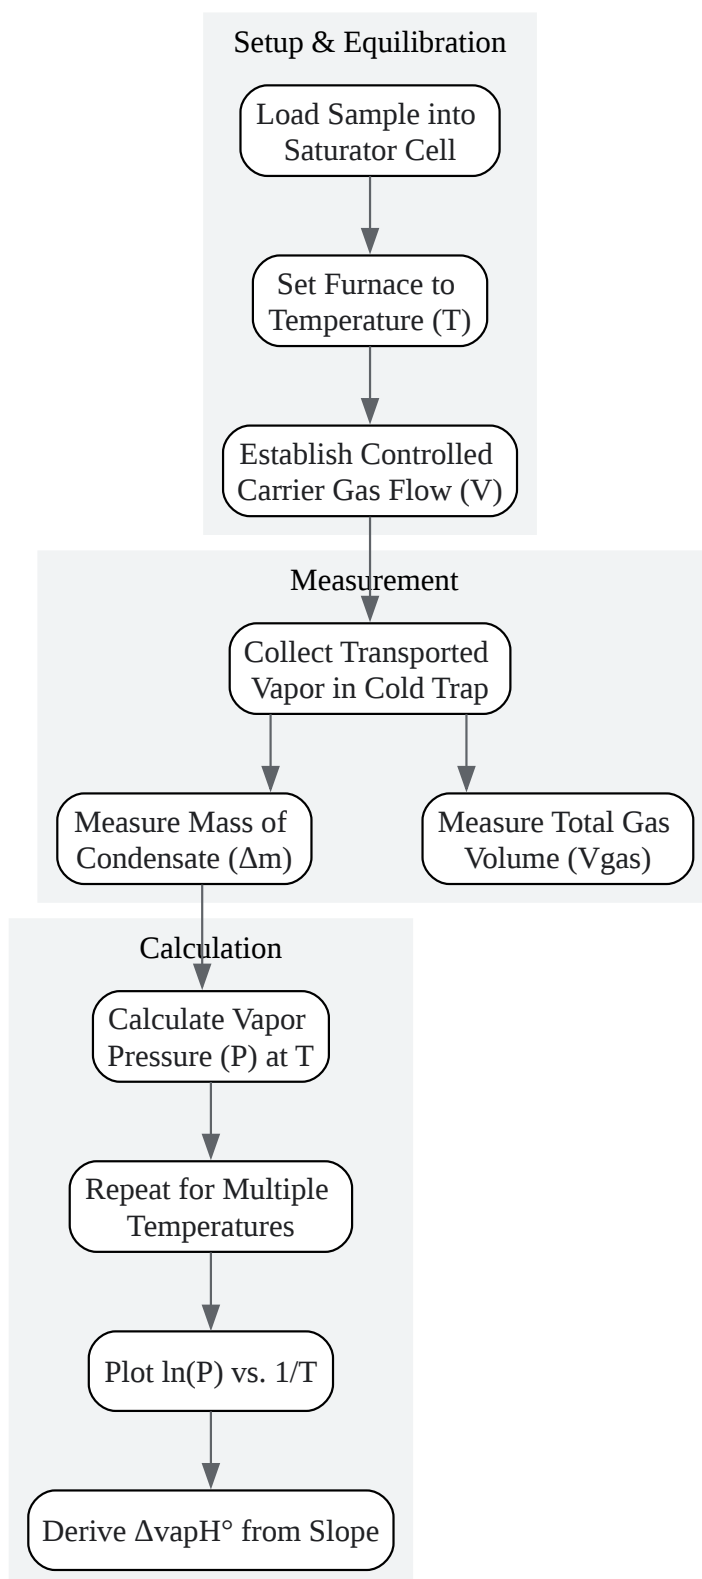 Setup & Equilibration
Load Sample into
Saturator Cell
Set Furnace to
Temperature (T)
Establish Controlled
Carrier Gas Flow (V)
Measurement
Collect Transported
Vapor in Cold Trap
Measure Mass of
Condensate (Δm)
Measure Total Gas
Volume (Vgas)
Calculation
Calculate Vapor
Pressure (P) at T
Repeat for Multiple
Temperatures
Plot ln(P) vs. 1/T
Derive ΔvapH° from Slope